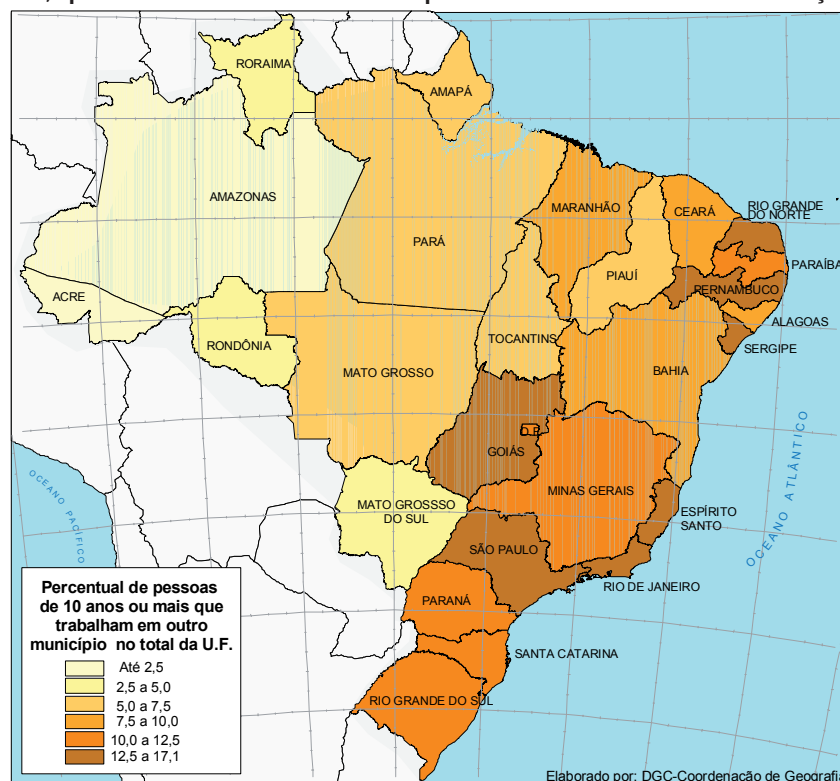 RORAIMA
AMAPÁ
AMAZONAS
PARÁ
MARANHÃO
CEARÁ
RIO GRANDE
DO NORTE
PARAÍBA
PIAUÍ
PERNAMBUCO
ACRE
ALAGOAS
TOCANTINS
SERGIPE
RONDÔNIA
MATO GROSSO
BAHIA
D.F.
GOIÁS
MINAS GERAIS
MATO GROSSSO
DO SUL
ESPÍRITO
SANTO
SÃO PAULO
RIO DE JANEIRO
PARANÁ
SANTA CATARINA
RIO GRANDE DO SUL
OCEANO PACÍFICO
OCEANO ATLÂNTICO
Percentual de pessoas
de 10 anos ou mais que
trabalham em outro
município no total da U.F.
Até 2,5
2,5 a 5,0
5,0 a 7,5
7,5 a 10,0
10,0 a 12,5
12,5 a 17,1
Elaborado por: DGC-Coordenação de Geografi